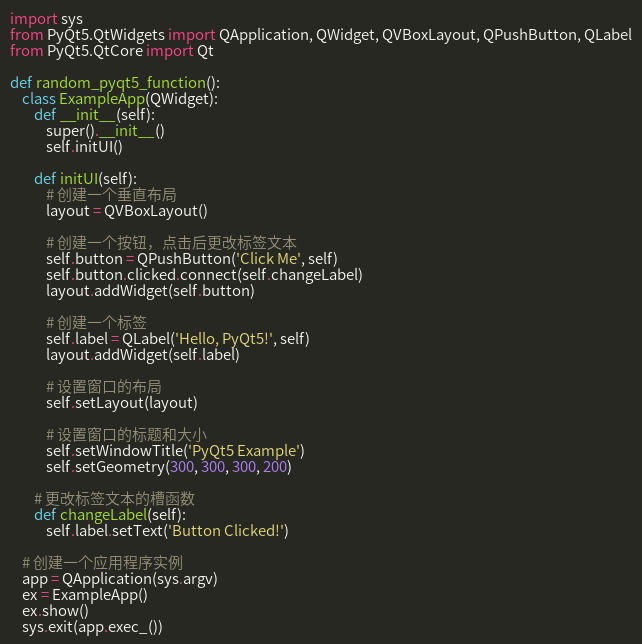 import sys
from PyQt5.QtWidgets import QApplication, QWidget, QVBoxLayout, QPushButton, QLabel
from PyQt5.QtCore import Qt

def random_pyqt5_function():
    class ExampleApp(QWidget):
        def __init__(self):
            super().__init__()
            self.initUI()

        def initUI(self):
            # 创建一个垂直布局
            layout = QVBoxLayout()

            # 创建一个按钮，点击后更改标签文本
            self.button = QPushButton('Click Me', self)
            self.button.clicked.connect(self.changeLabel)
            layout.addWidget(self.button)

            # 创建一个标签
            self.label = QLabel('Hello, PyQt5!', self)
            layout.addWidget(self.label)

            # 设置窗口的布局
            self.setLayout(layout)

            # 设置窗口的标题和大小
            self.setWindowTitle('PyQt5 Example')
            self.setGeometry(300, 300, 300, 200)

        # 更改标签文本的槽函数
        def changeLabel(self):
            self.label.setText('Button Clicked!')

    # 创建一个应用程序实例
    app = QApplication(sys.argv)
    ex = ExampleApp()
    ex.show()
    sys.exit(app.exec_())